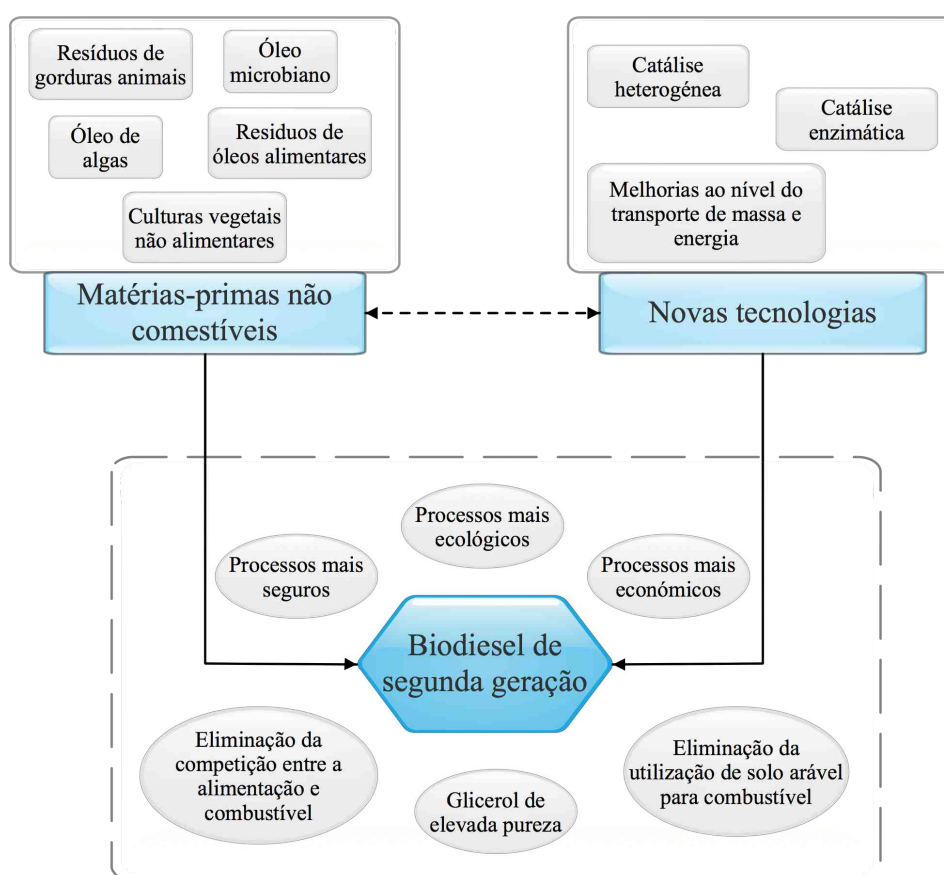 Resíduos de
gorduras animais
Óleo
microbiano
Óleo de
algas
Residuos de
óleos alimentares
Culturas vegetais
não alimentares
Matérias-primas não
comestíveis
Catálise
heterogénea
Catálise
enzimática
Melhorias ao nível do
transporte de massa e
energia
Novas tecnologias
Processos mais
ecológicos
Processos mais
seguros
Processos mais
económicos
Biodiesel de
segunda geração
Eliminação da
competição entre a
alimentação e
combustível
Glicerol de
elevada pureza
Eliminação da
utilização de solo arável
para combustível